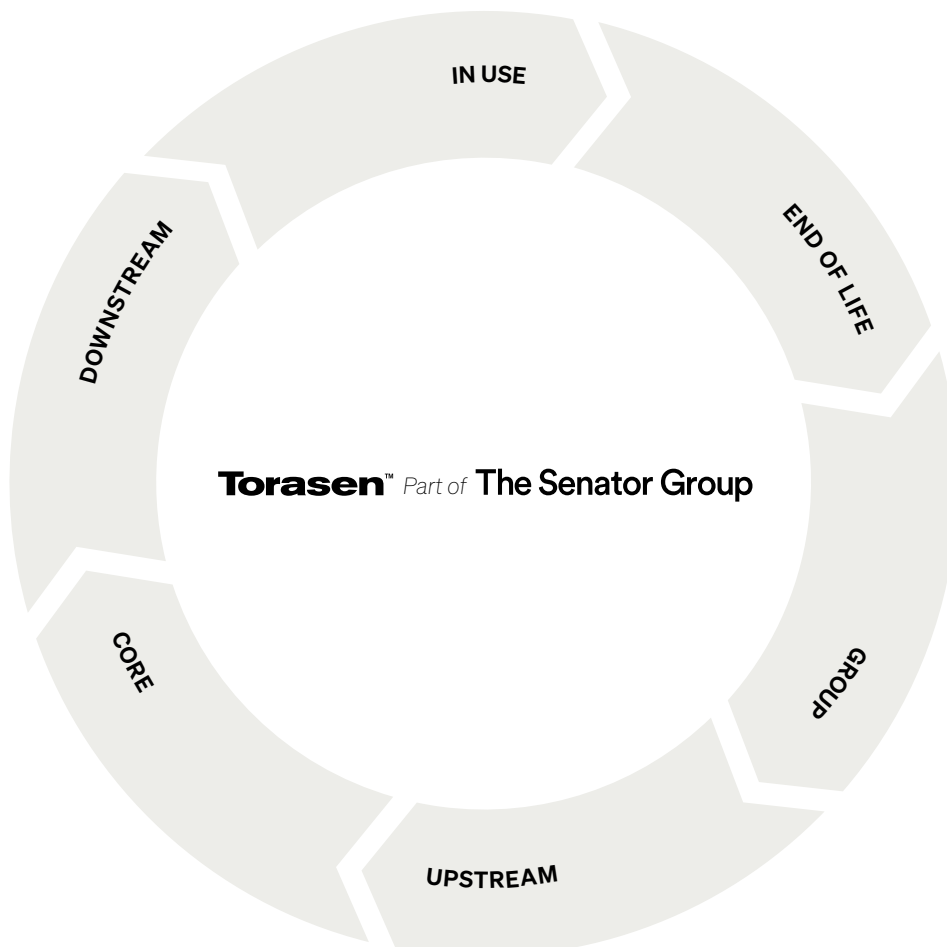 IN USE
END OF LIFE
GROUP
UPSTREAM
CORE
DOWNSTREAM
Torasen™ Part of The Senator Group